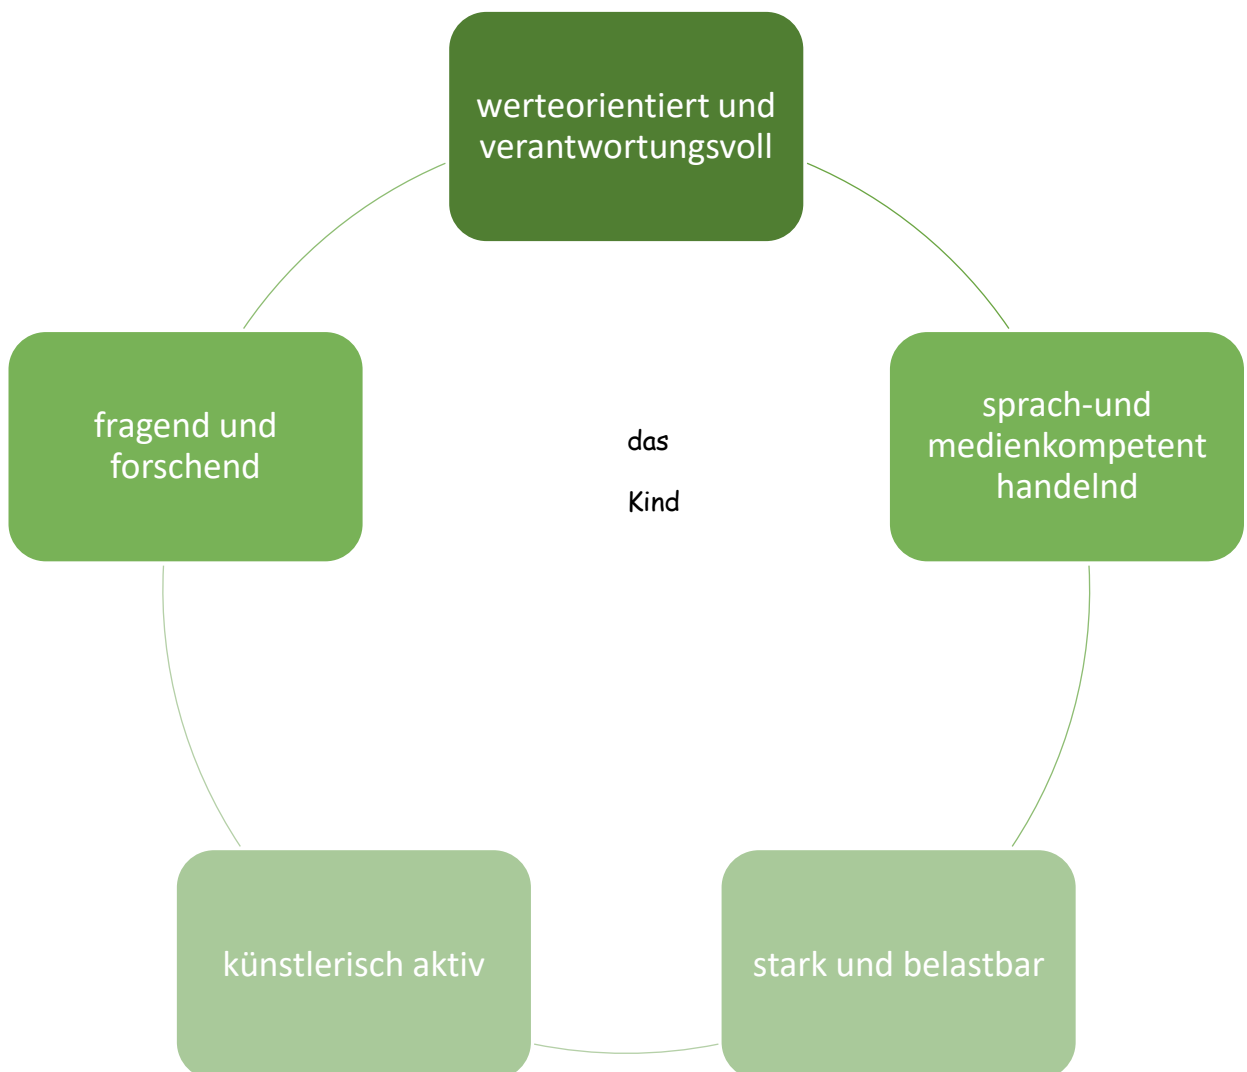 werteorientiert und
verantwortungsvoll
fragend und
forschend
das
Kind
sprach-und
medienkompetent
handelnd
künstlerisch aktiv
stark und belastbar